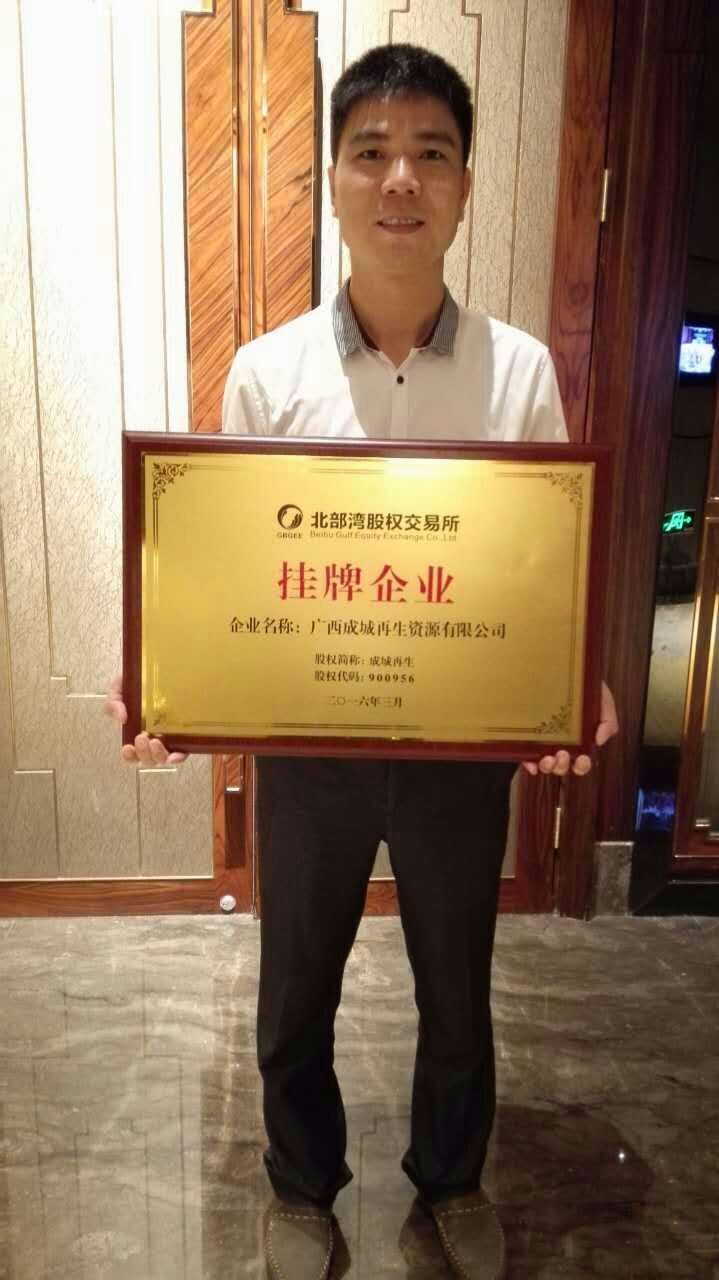 北部湾股权交易所
GBGEE Beibu Gulf Equity Exchange Co.,Ltd.
挂牌企业
企业名称：广西成城再生资源有限公司
股权简称：成城再生
股权代码：900956
二〇一六年三月